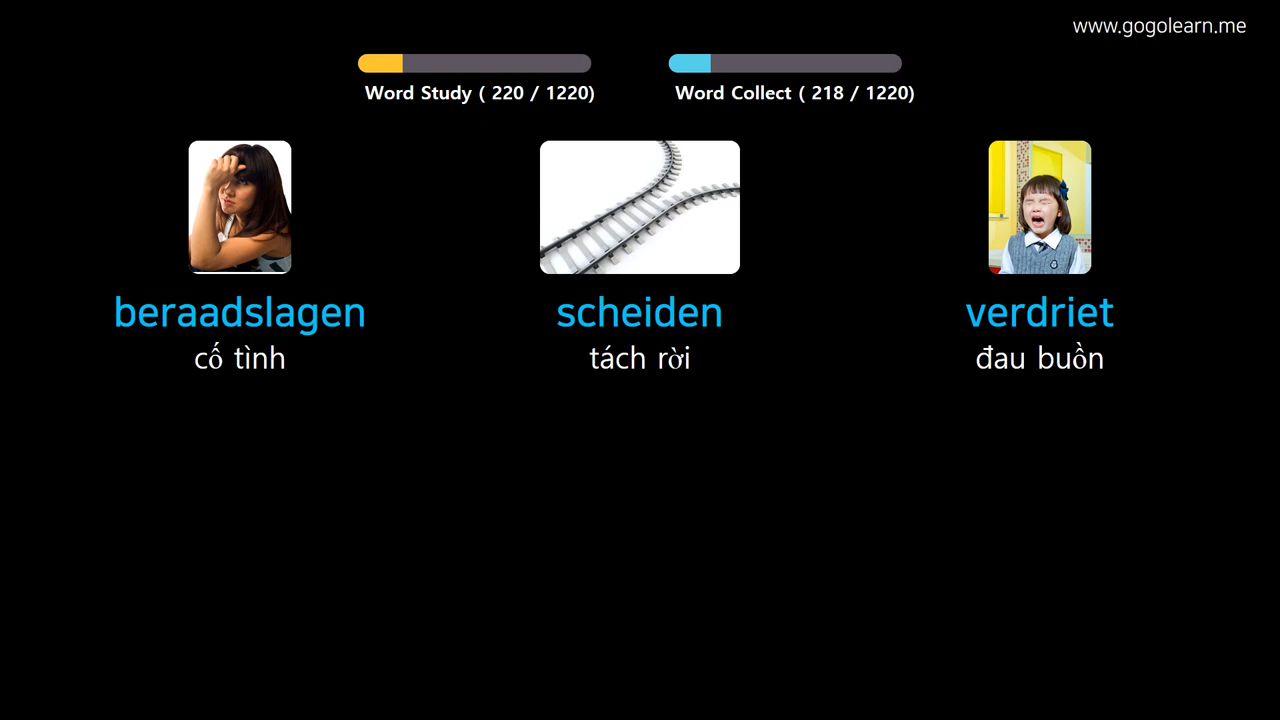 www.gogolearn.me
Word Study ( 220 / 1220)
Word Collect ( 218 / 1220)
beraadslagen
scheiden
verdriet
cố tình
tách rời
đau buồn